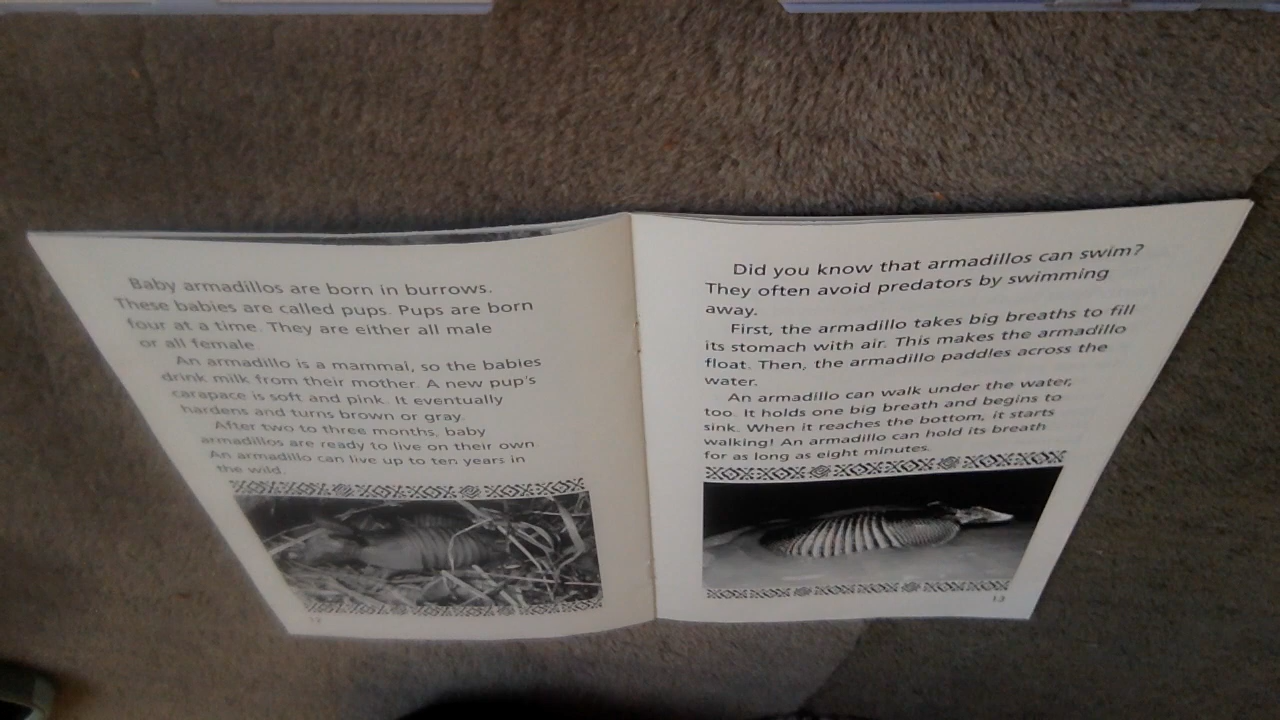 Baby armadillos are born in burrows.
These babies are called pups. Pups are born
four at a time. They are either all male
or all female.
An armadillo is a mammal, so the babies
drink milk from their mother. A new pup's
carapace is soft and pink. It eventually
hardens and turns brown or gray.
After two to three months, baby
armadillos are ready to live on their own.
An armadillo can live up to ten years in
the wild.
12
Did you know that armadillos can swim?
They often avoid predators by swimming
away.
First, the armadillo takes big breaths to fill
its stomach with air. This makes the armadillo
float. Then, the armadillo paddles across the
water.
An armadillo can walk under the water,
too. It holds one big breath and begins to
sink. When it reaches the bottom, it starts
walking! An armadillo can hold its breath
for as long as eight minutes.
13